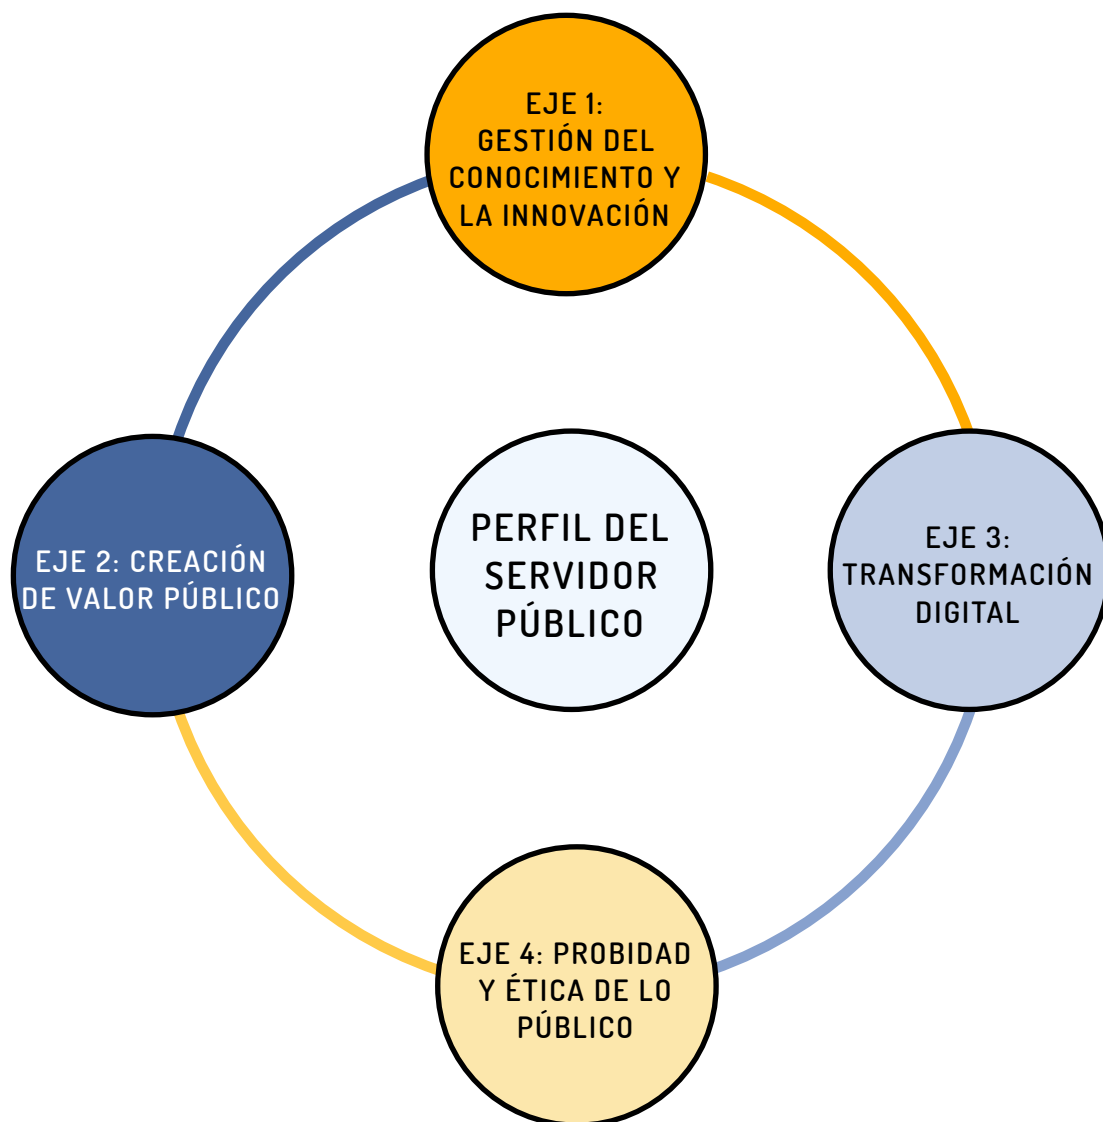 EJE 1:
GESTIÓN DEL
CONOCIMIENTO Y
LA INNOVACIÓN
EJE 2: CREACIÓN
DE VALOR PÚBLICO
PERFIL DEL
SERVIDOR
PÚBLICO
EJE 3:
TRANSFORMACIÓN
DIGITAL
EJE 4: PROBIDAD
Y ÉTICA DE LO
PÚBLICO